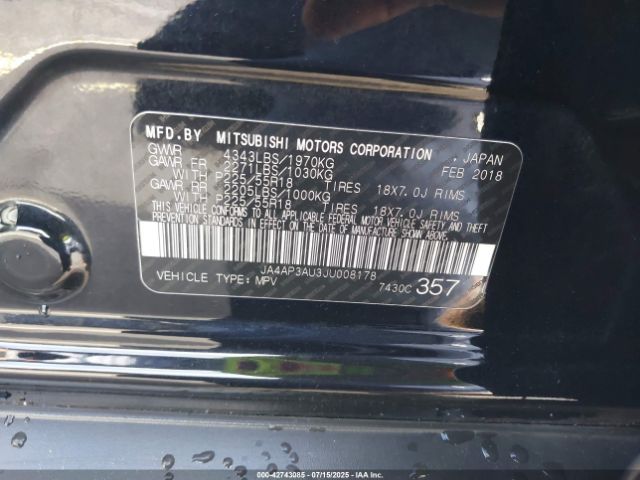 MFD.BY MITSUBISHI MOTORS CORPORATION , JAPAN
GVWR 4343LBS/1970KG FEB 2018
GAWR FR 2271LBS/1030KG
WITH P225/55R18 TIRES 18X7.0J RIMS
GAWR RR 2205LBS/1000KG
WITH P225/55R18 TIRES 18X7.0J RIMS
THIS VEHICLE CONFORMS TO ALL APPLICABLE FEDERAL MOTOR VEHICLE SAFETY AND THEFT
PREVENTION STANDARDS IN EFFECT ON THE DATE OF MANUFACTURE SHOWN ABOVE.
JA4AP3AU3JU008178
VEHICLE TYPE: MPV 7430C 357
000-42743085 - 07/15/2025 - IAAI.COM